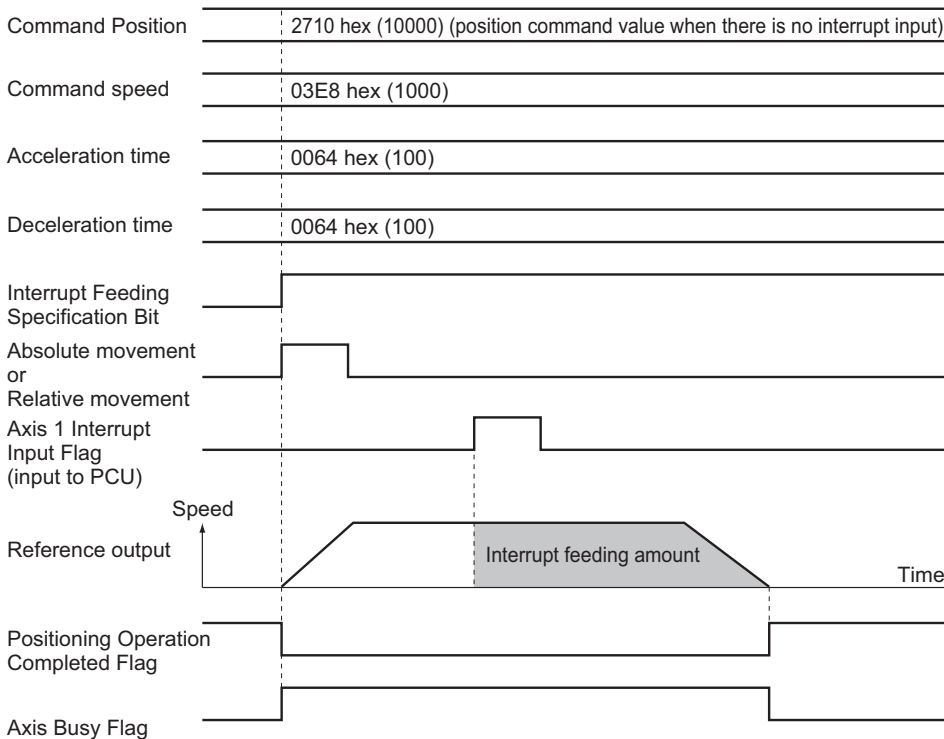 Command Position
2710 hex (10000) (position command value when there is no interrupt input)
Command speed
03E8 hex (1000)
Acceleration time
0064 hex (100)
Deceleration time
0064 hex (100)
Interrupt Feeding
Specification Bit
Absolute movement
or
Relative movement
Axis 1 Interrupt
Input Flag
(input to PCU)
Speed
Reference output
Interrupt feeding amount
Time
Positioning Operation
Completed Flag
Axis Busy Flag